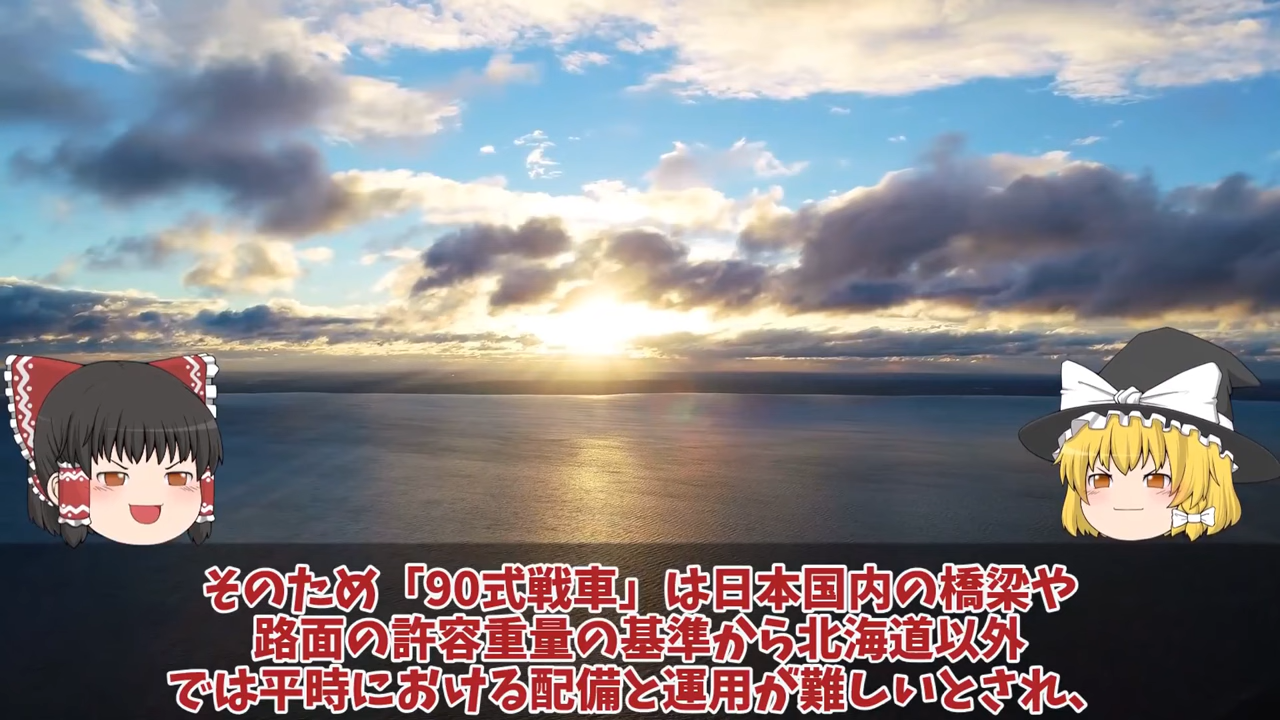 そのため「90式戦車」は日本国内の橋梁や
路面の許容重量の基準から北海道以外
では平時における配備と運用が難しいとされ、